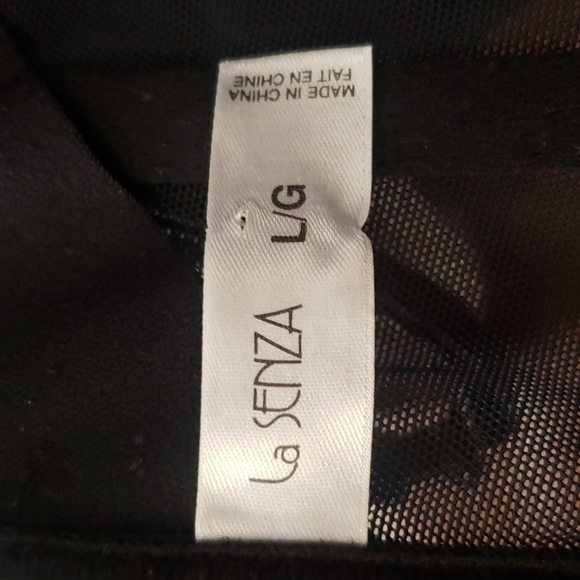 La SENZA L/G
MADE IN CHINA
FAIT EN CHINE